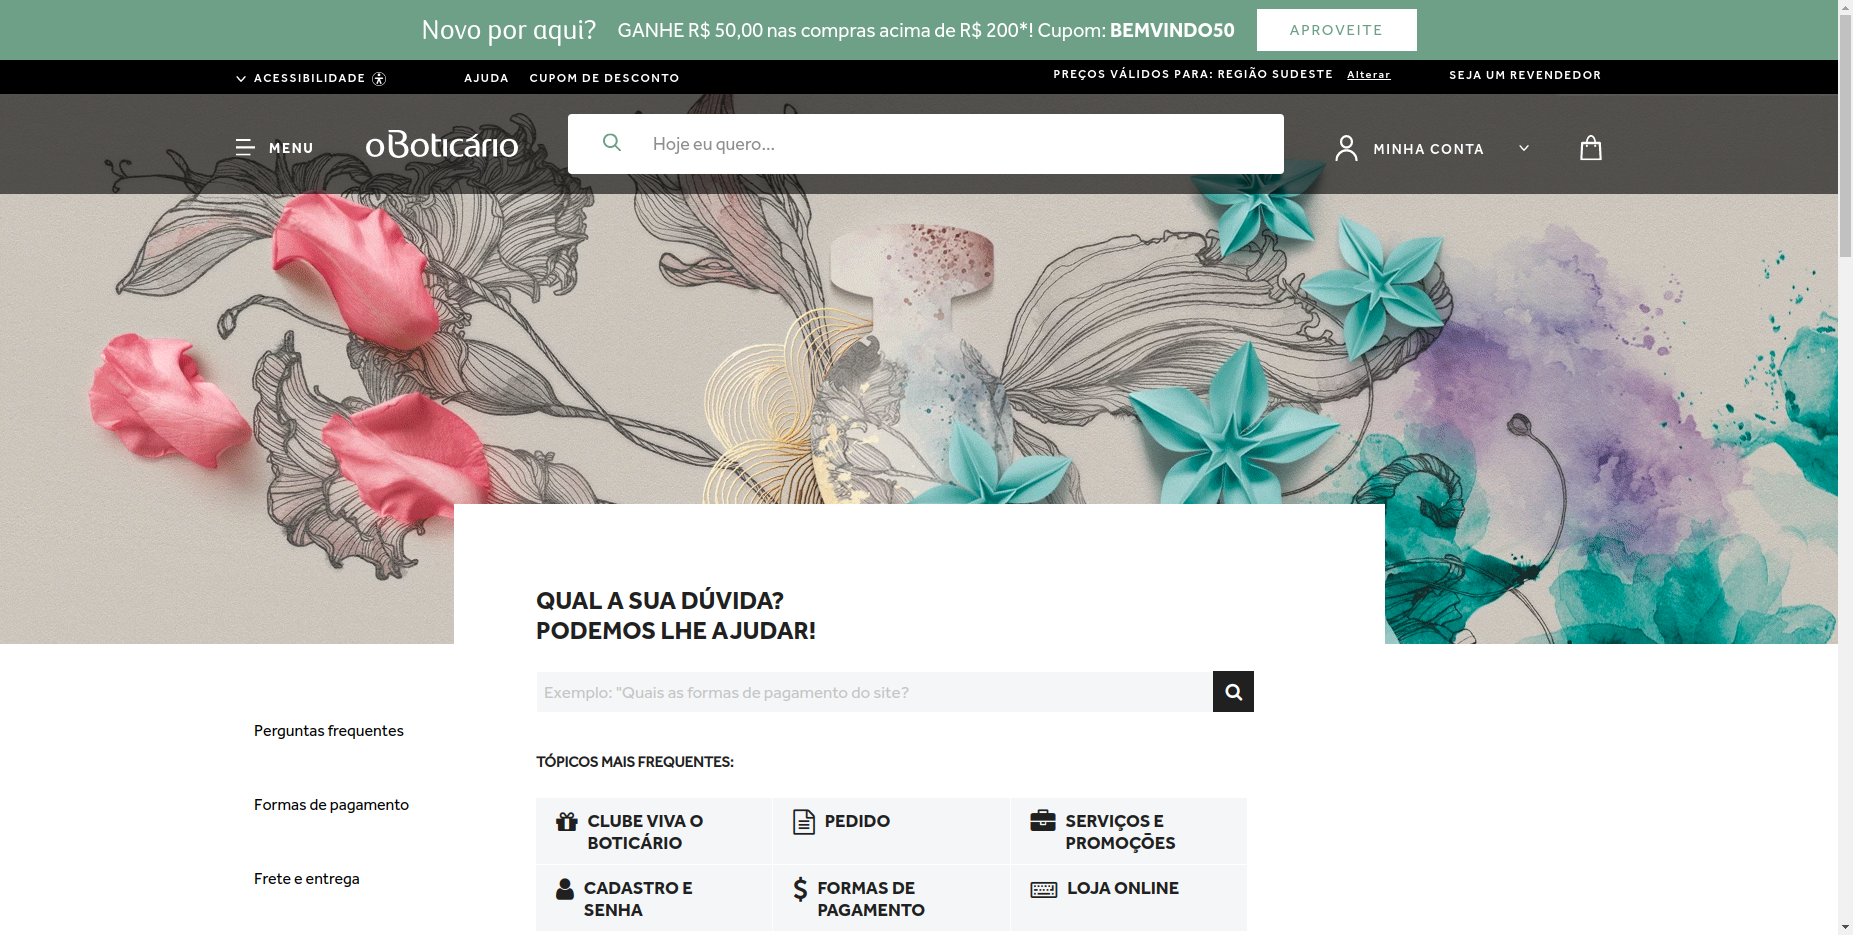 Novo por aqui? GANHE R$ 50,00 nas compras acima de R$ 200*! Cupom: BEMVINDO50 APROVEITE
ACESSIBILIDADE AJUDA CUPOM DE DESCONTO PREÇOS VÁLIDOS PARA: REGIÃO SUDESTE Alterar SEJA UM REVENDEDOR
MENU oBoticário Hoje eu quero... MINHA CONTA
QUAL A SUA DÚVIDA?
PODEMOS LHE AJUDAR!
Exemplo: "Quais as formas de pagamento do site?
Perguntas frequentes
Formas de pagamento
Frete e entrega
TÓPICOS MAIS FREQUENTES:
CLUBE VIVA O
BOTICÁRIO
PEDIDO
SERVIÇOS E
PROMOÇÕES
CADASTRO E
SENHA
FORMAS DE
PAGAMENTO
LOJA ONLINE